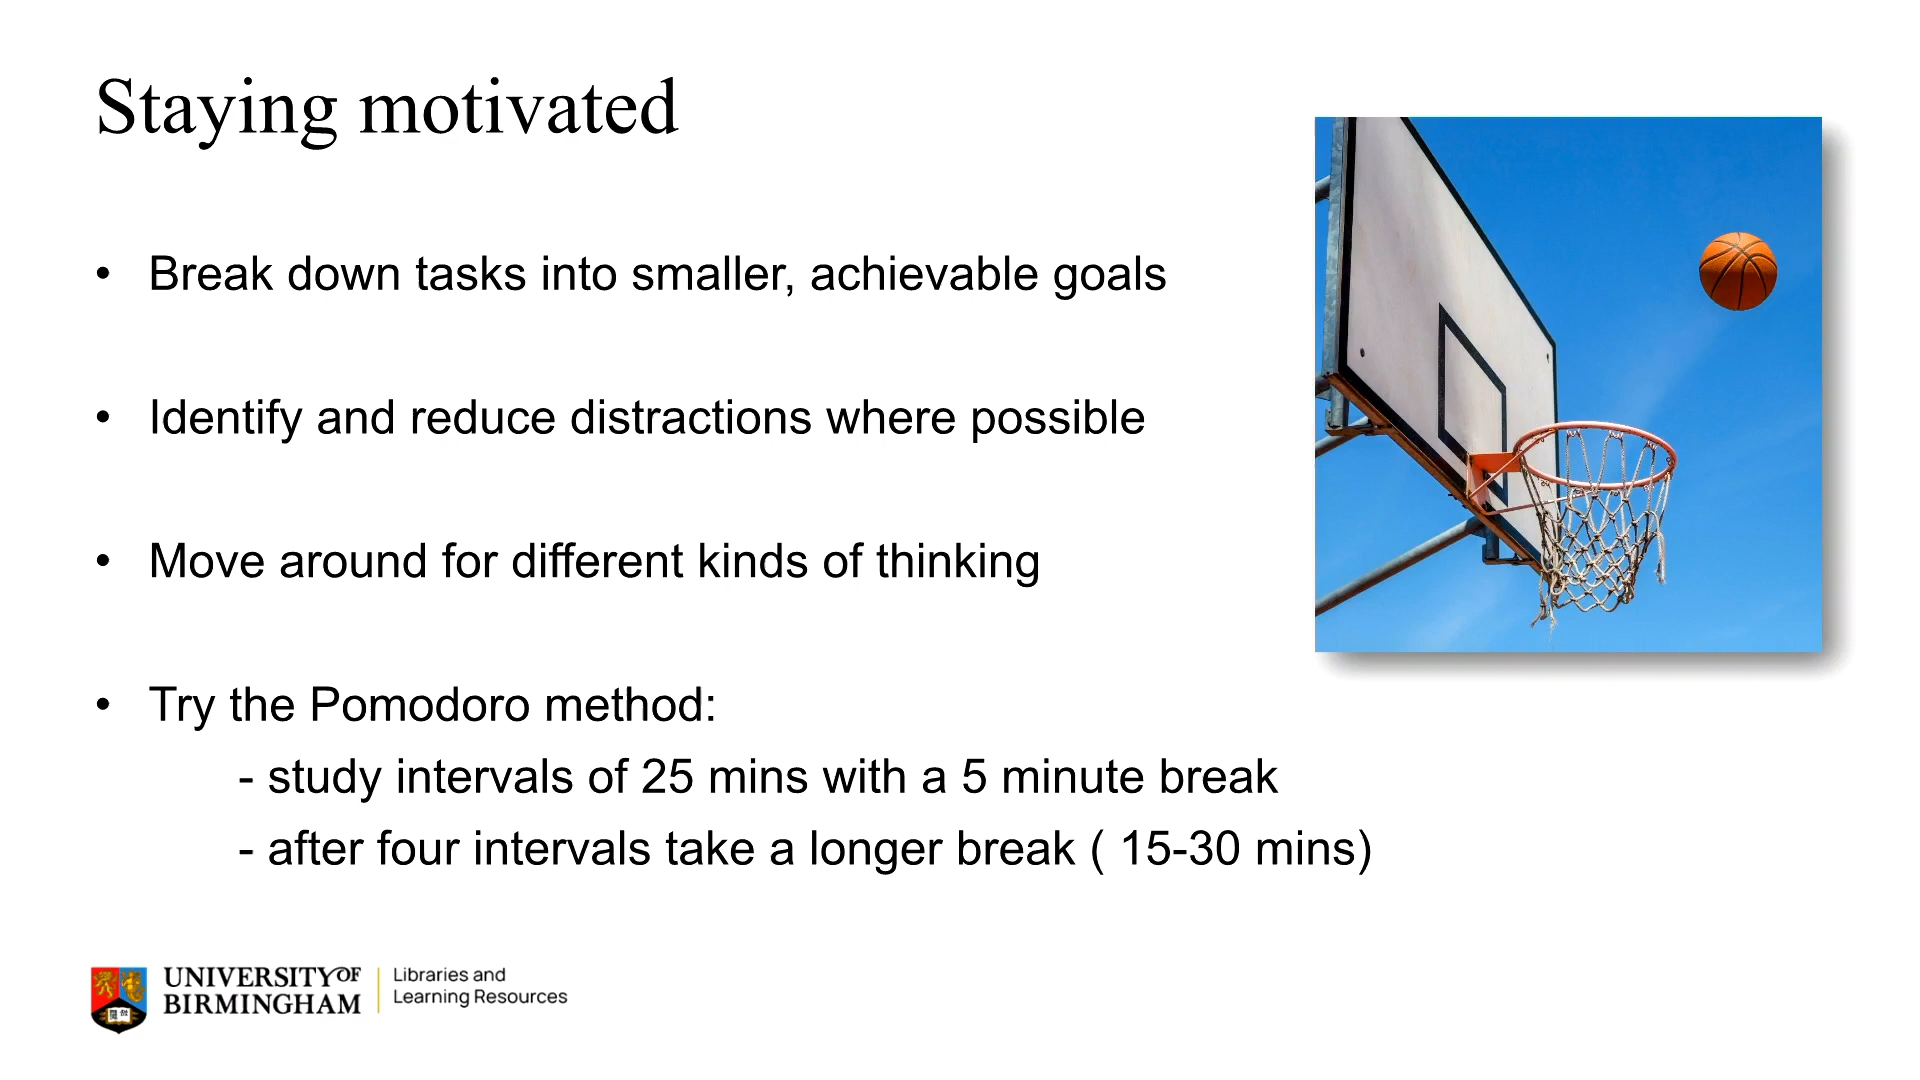 Staying motivated
• Break down tasks into smaller, achievable goals
• Identify and reduce distractions where possible
• Move around for different kinds of thinking
• Try the Pomodoro method:
- study intervals of 25 mins with a 5 minute break
- after four intervals take a longer break ( 15-30 mins)
UNIVERSITY OF
BIRMINGHAM
Libraries and
Learning Resources